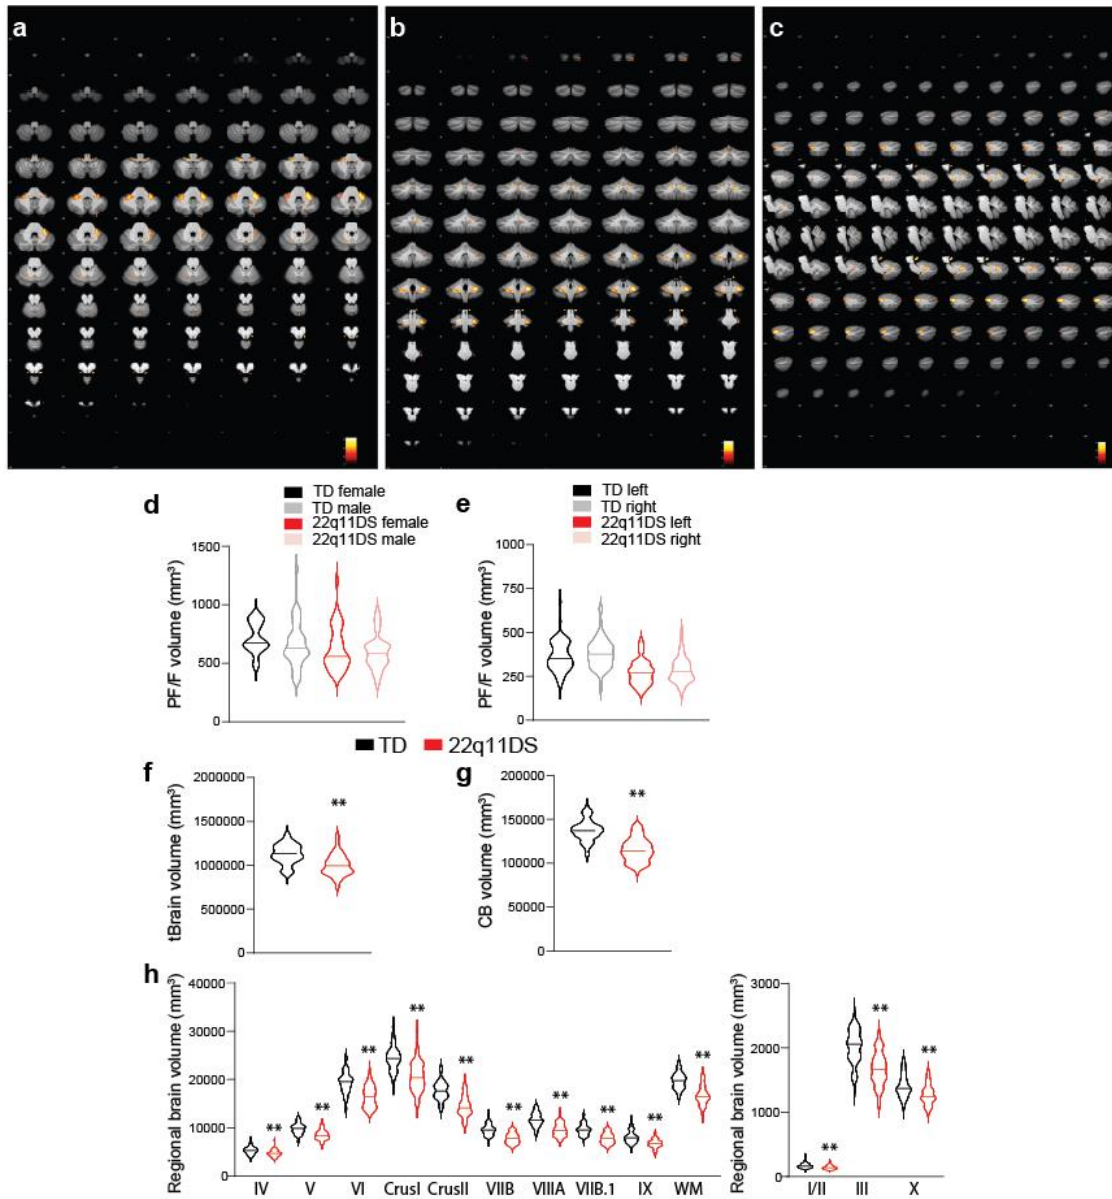 a
b
c
d
TD female
TD male
22q11DS female
22q11DS male
PF/F volume (mm³)
1500
1000
500
0
e
TD left
TD right
22q11DS left
22q11DS right
PF/F volume (mm³)
1000
750
500
250
0
TD 22q11DS
f
tBrain volume (mm³)
2000000
1500000
1000000
500000
0
**
g
CB volume (mm³)
200000
150000
100000
50000
0
**
h
Regional brain volume (mm³)
40000
30000
20000
10000
0
** ** ** ** ** ** ** ** ** **
IV V VI CrusI CrusII VIIB VIIIA VIIB.1 IX WM
Regional brain volume (mm³)
3000
2000
1000
0
** ** **
I/II III X